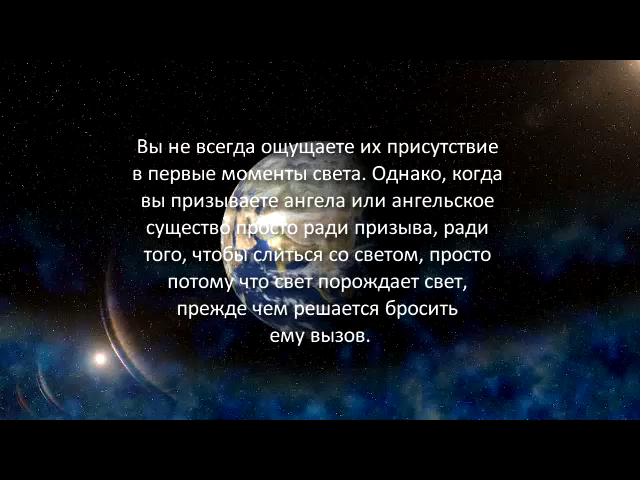 Вы не всегда ощущаете их присутствие
в первые моменты света. Однако, когда
вы призываете ангела или ангельское
существо просто ради призыва, ради
того, чтобы слиться со светом, просто
потому что свет порождает свет,
прежде чем решается бросить
ему вызов.